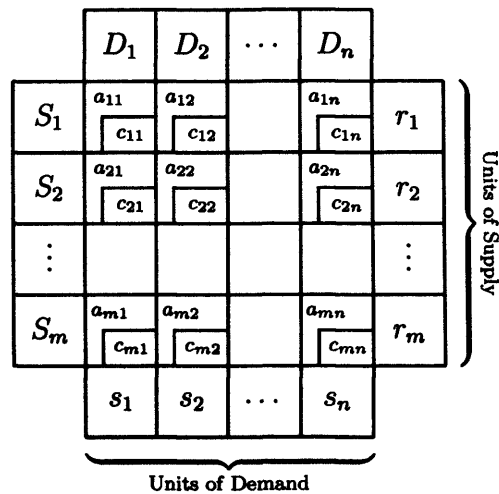 D₁ D₂ ⋯ Dₙ
S₁ a₁₁ c₁₁ a₁₂ c₁₂ a₁ₙ c₁ₙ r₁
S₂ a₂₁ c₂₁ a₂₂ c₂₂ a₂ₙ c₂ₙ r₂
⋮ ⋮
Sₘ aₘ₁ cₘ₁ aₘ₂ cₘ₂ aₘₙ cₘₙ rₘ
s₁ s₂ ⋯ sₙ
Units of Supply
Units of Demand